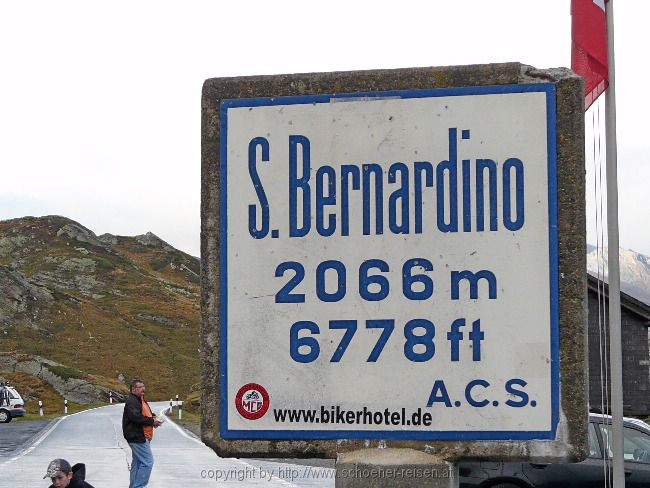 S. Bernardino
2066 m
6778 ft
A.C.S.
www.bikerhotel.de
copyright by http://www.schoener-reisen.at